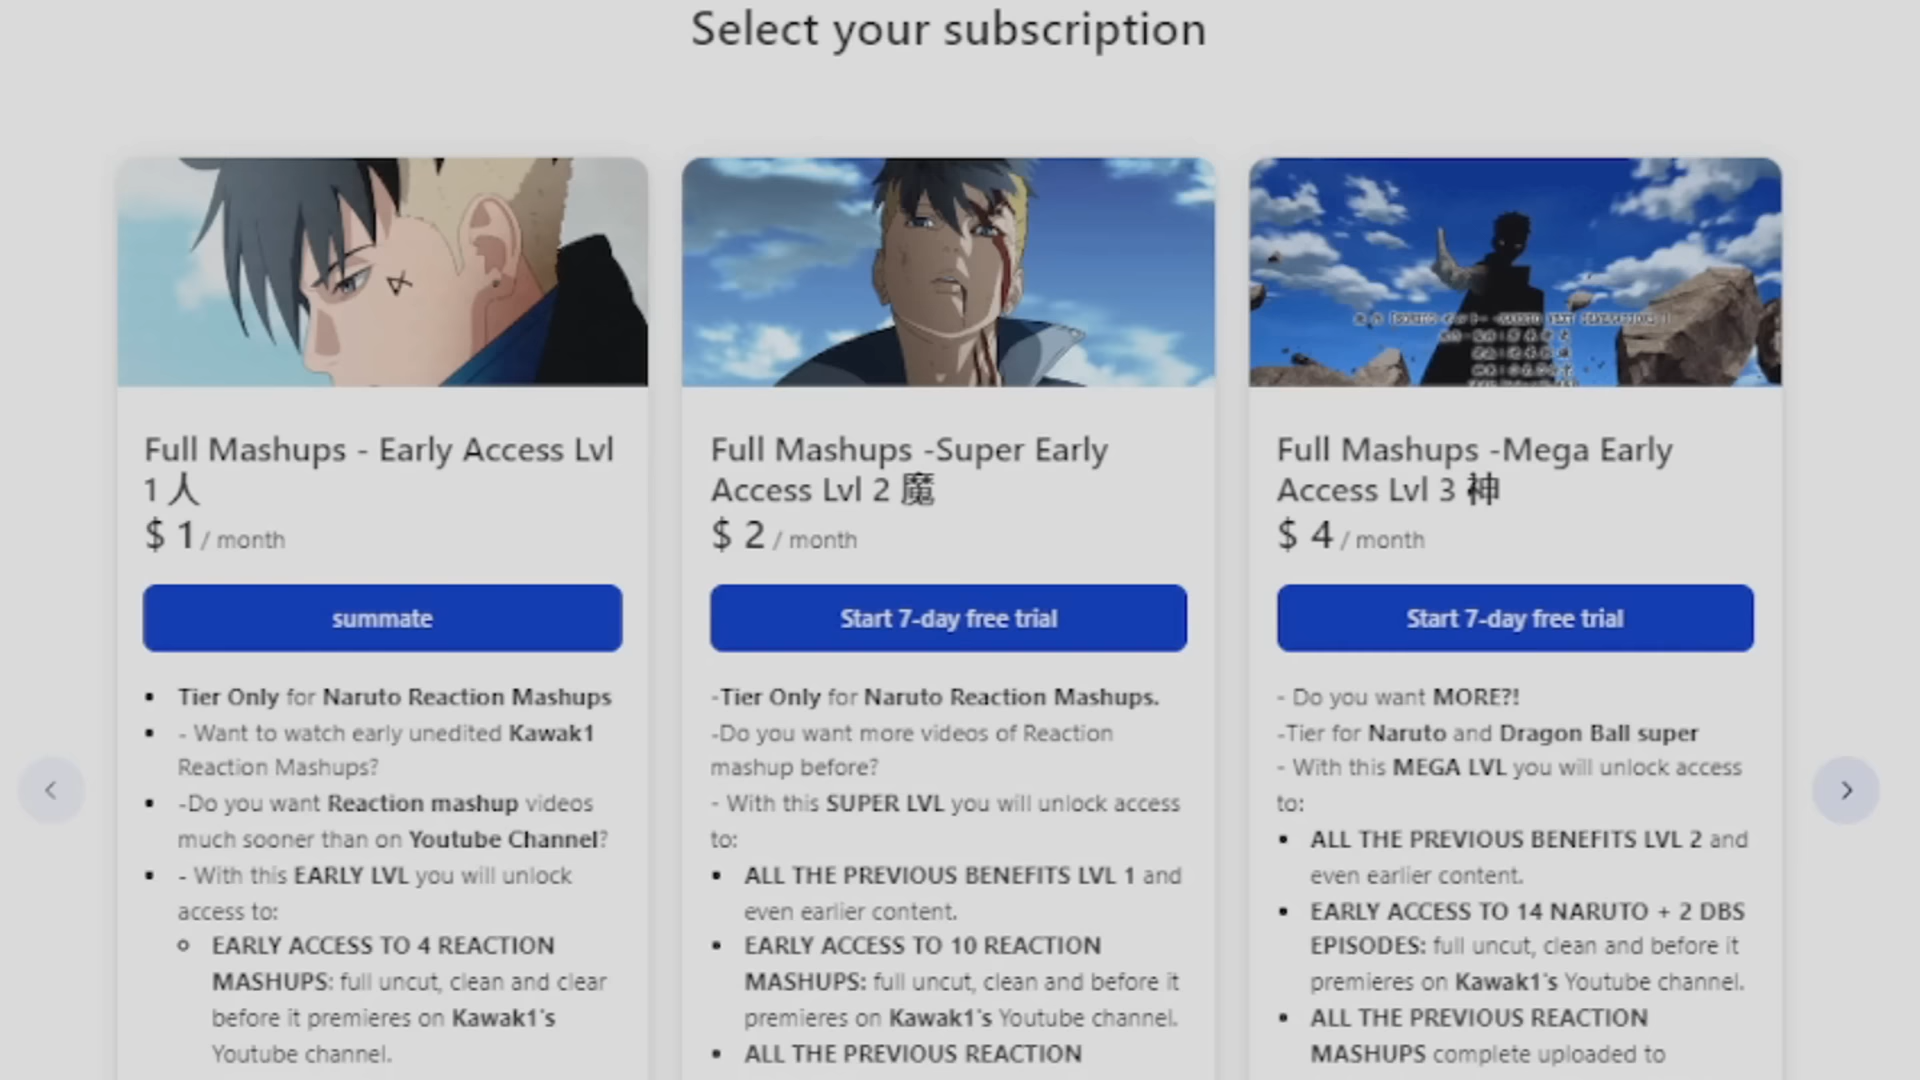 Select your subscription
Full Mashups - Early Access Lvl
1 人
$ 1 / month
summate
• Tier Only for Naruto Reaction Mashups
• - Want to watch early unedited Kawak1
Reaction Mashups?
• -Do you want Reaction mashup videos
much sooner than on Youtube Channel?
• - With this EARLY LVL you will unlock
access to:
○ EARLY ACCESS TO 4 REACTION
MASHUPS: full uncut, clean and clear
before it premieres on Kawak1's
Youtube channel.
Full Mashups -Super Early
Access Lvl 2 魔
$ 2 / month
Start 7-day free trial
-Tier Only for Naruto Reaction Mashups.
-Do you want more videos of Reaction
mashup before?
- With this SUPER LVL you will unlock access
to:
• ALL THE PREVIOUS BENEFITS LVL 1 and
even earlier content.
• EARLY ACCESS TO 10 REACTION
MASHUPS: full uncut, clean and before it
premieres on Kawak1's Youtube channel.
• ALL THE PREVIOUS REACTION
Full Mashups -Mega Early
Access Lvl 3 神
$ 4 / month
Start 7-day free trial
- Do you want MORE?!
-Tier for Naruto and Dragon Ball super
- With this MEGA LVL you will unlock access
to:
• ALL THE PREVIOUS BENEFITS LVL 2 and
even earlier content.
• EARLY ACCESS TO 14 NARUTO + 2 DBS
EPISODES: full uncut, clean and before it
premieres on Kawak1's Youtube channel.
• ALL THE PREVIOUS REACTION
MASHUPS complete uploaded to